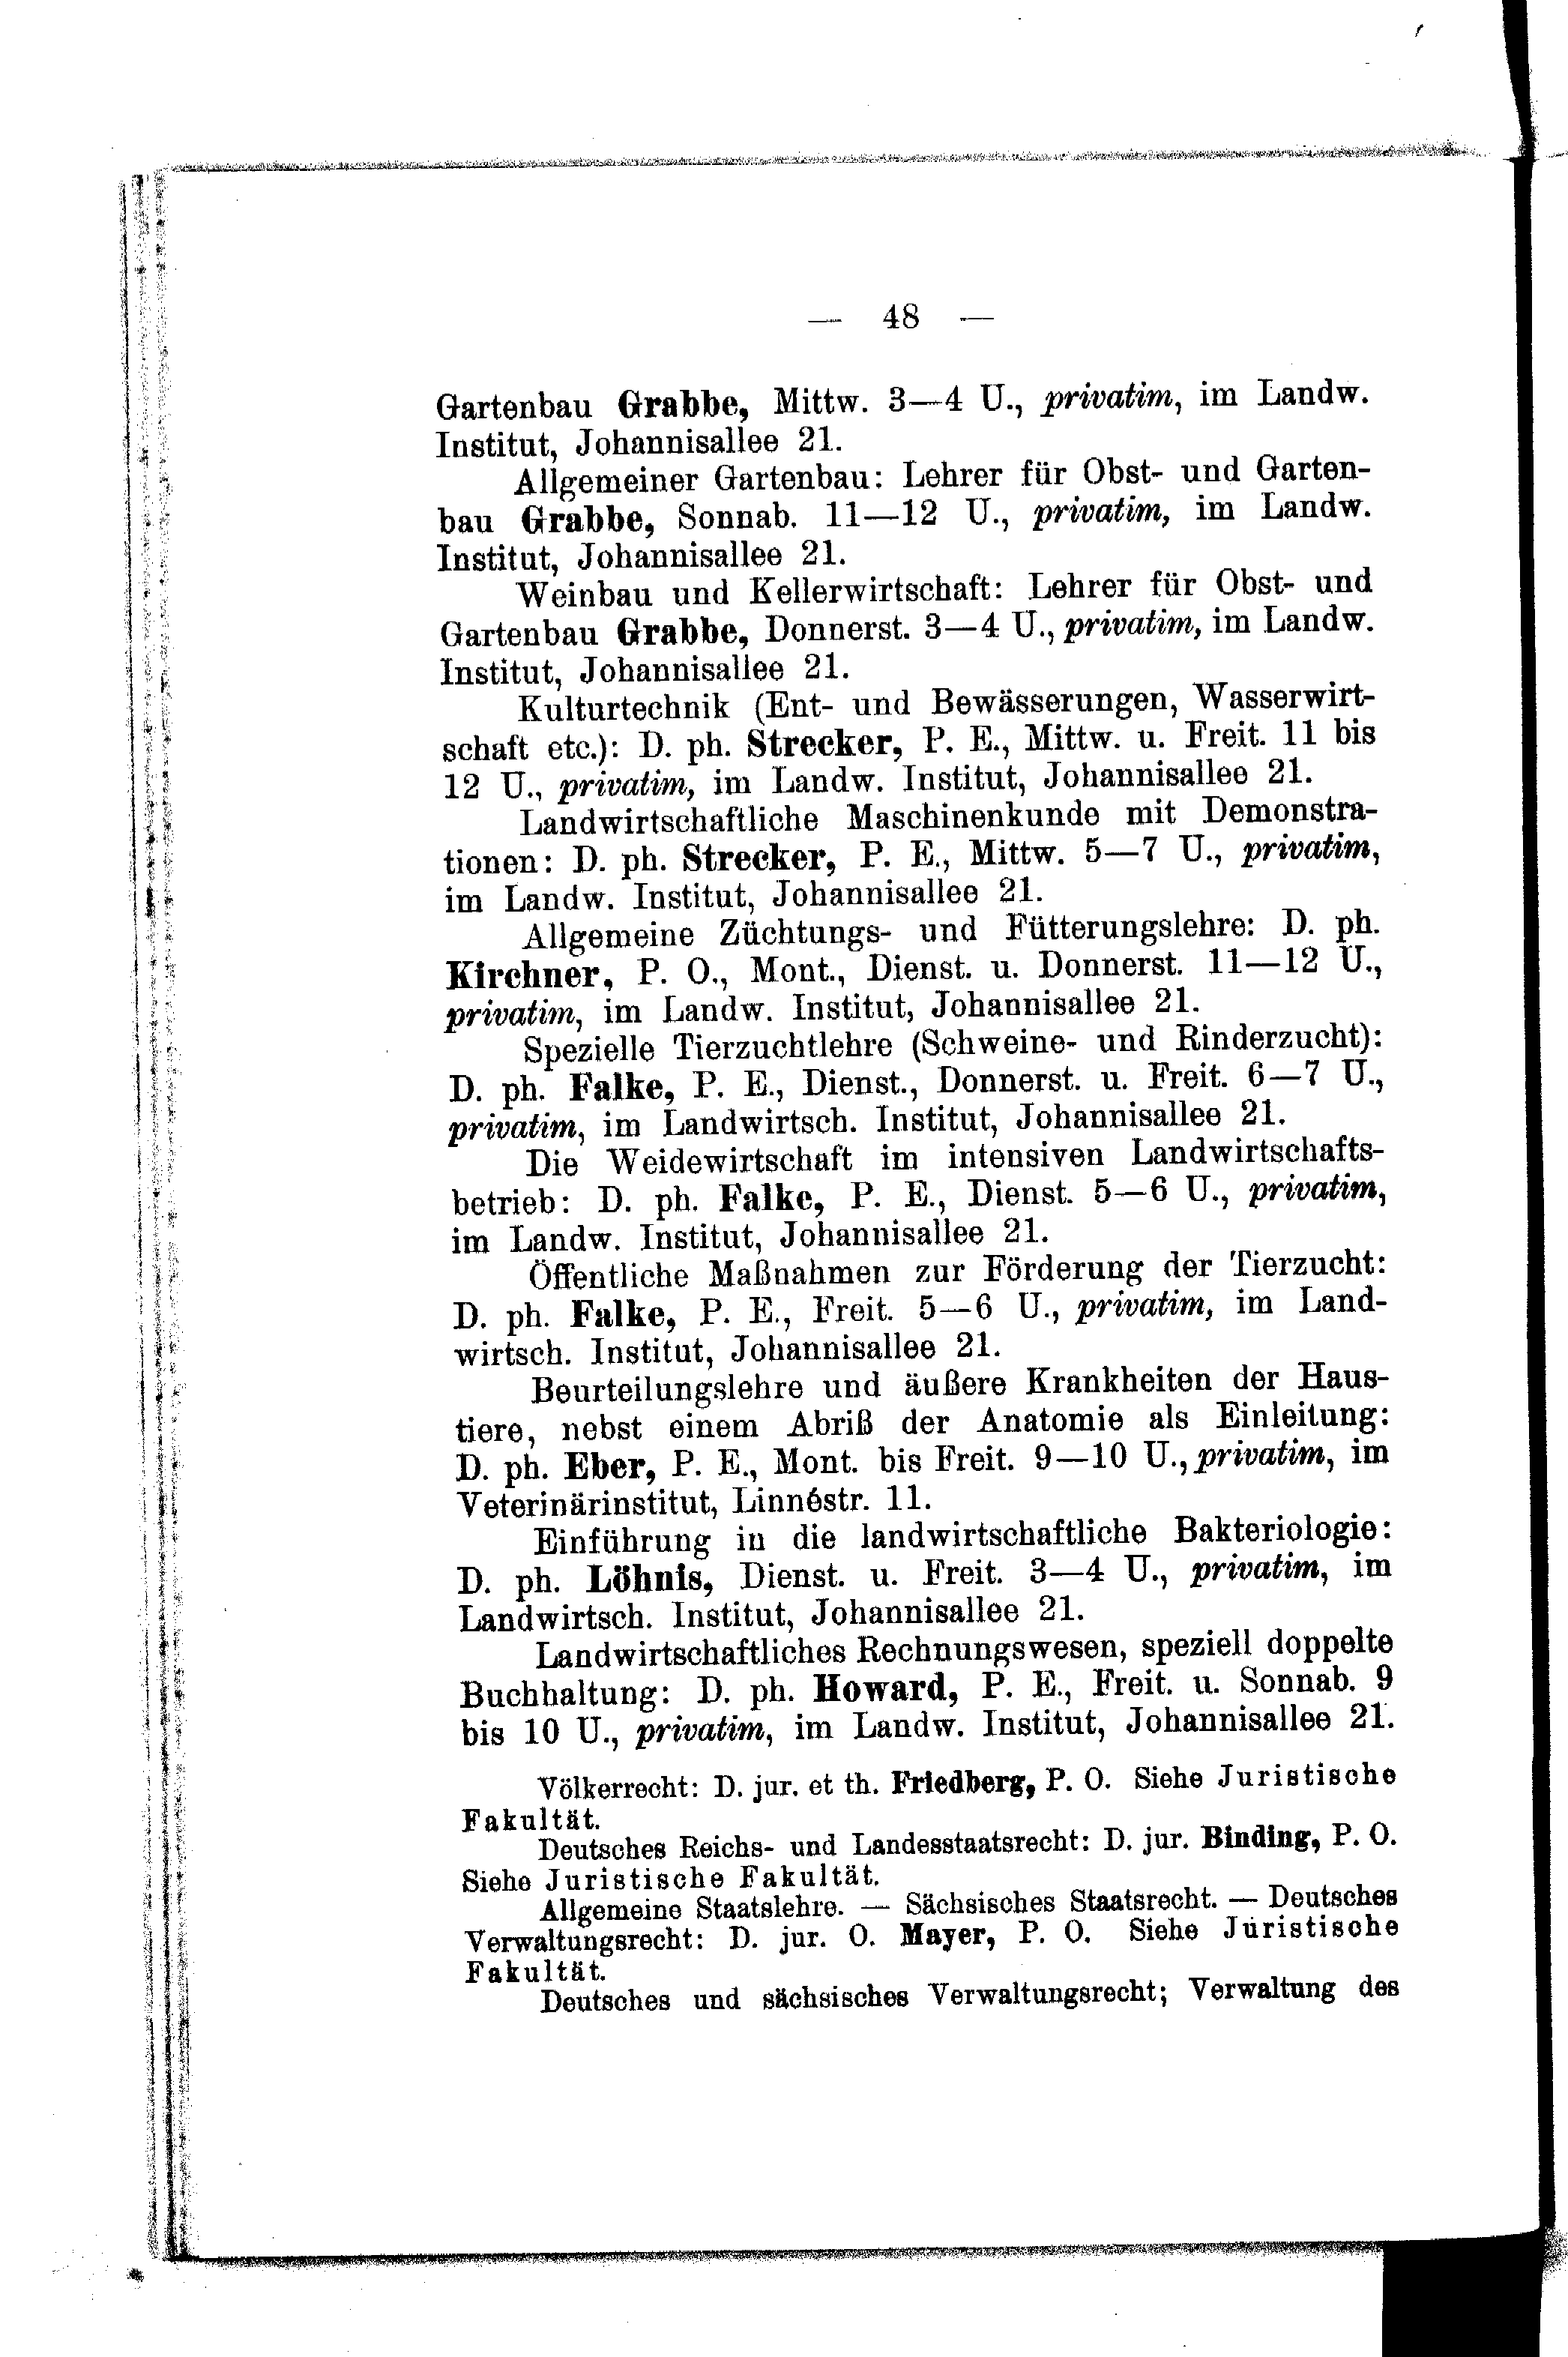 — 48 —
Gartenbau Grabbe, Mittw. 3—4 U., privatim, im Landw.
Institut, Johannisallee 21.
Allgemeiner Gartenbau: Lehrer für Obst- und Garten-
bau Grabbe, Sonnab. 11—12 U., privatim, im Landw.
Institut, Johannisallee 21.
Weinbau und Kellerwirtschaft: Lehrer für Obst- und
Gartenbau Grabbe, Donnerst. 3—4 U., privatim, im Landw.
Institut, Johannisallee 21.
Kulturtechnik (Ent- und Bewässerungen, Wasserwirt-
schaft etc.): D. ph. Strecker, P. E., Mittw. u. Freit. 11 bis
12 U., privatim, im Landw. Institut, Johannisallee 21.
Landwirtschaftliche Maschinenkunde mit Demonstra-
tionen: D. ph. Strecker, P. E., Mittw. 5—7 U., privatim,
im Landw. Institut, Johannisallee 21.
Allgemeine Züchtungs- und Fütterungslehre: D. ph.
Kirchner, P. O., Mont., Dienst. u. Donnerst. 11—12 U.,
privatim, im Landw. Institut, Johannisallee 21.
Spezielle Tierzuchtlehre (Schweine- und Rinderzucht):
D. ph. Falke, P. E., Dienst., Donnerst. u. Freit. 6—7 U.,
privatim, im Landwirtsch. Institut, Johannisallee 21.
Die Weidewirtschaft im intensiven Landwirtschafts-
betrieb: D. ph. Falke, P. E., Dienst. 5—6 U., privatim,
im Landw. Institut, Johannisallee 21.
Öffentliche Maßnahmen zur Förderung der Tierzucht:
D. ph. Falke, P. E., Freit. 5—6 U., privatim, im Land-
wirtsch. Institut, Johannisallee 21.
Beurteilungslehre und äußere Krankheiten der Haus-
tiere, nebst einem Abriß der Anatomie als Einleitung:
D. ph. Eber, P. E., Mont. bis Freit. 9—10 U., privatim, im
Veterinärinstitut, Linnéstr. 11.
Einführung in die landwirtschaftliche Bakteriologie:
D. ph. Löhnis, Dienst. u. Freit. 3—4 U., privatim, im
Landwirtsch. Institut, Johannisallee 21.
Landwirtschaftliches Rechnungswesen, speziell doppelte
Buchhaltung: D. ph. Howard, P. E., Freit. u. Sonnab. 9
bis 10 U., privatim, im Landw. Institut, Johannisallee 21.
Völkerrecht: D. jur. et th. Friedberg, P. O. Siehe Juristische
Fakultät.
Deutsches Reichs- und Landesstaatsrecht: D. jur. Binding, P. O.
Siehe Juristische Fakultät.
Allgemeine Staatslehre. — Sächsisches Staatsrecht. — Deutsches
Verwaltungsrecht: D. jur. O. Mayer, P. O. Siehe Juristische
Fakultät.
Deutsches und sächsisches Verwaltungsrecht; Verwaltung des